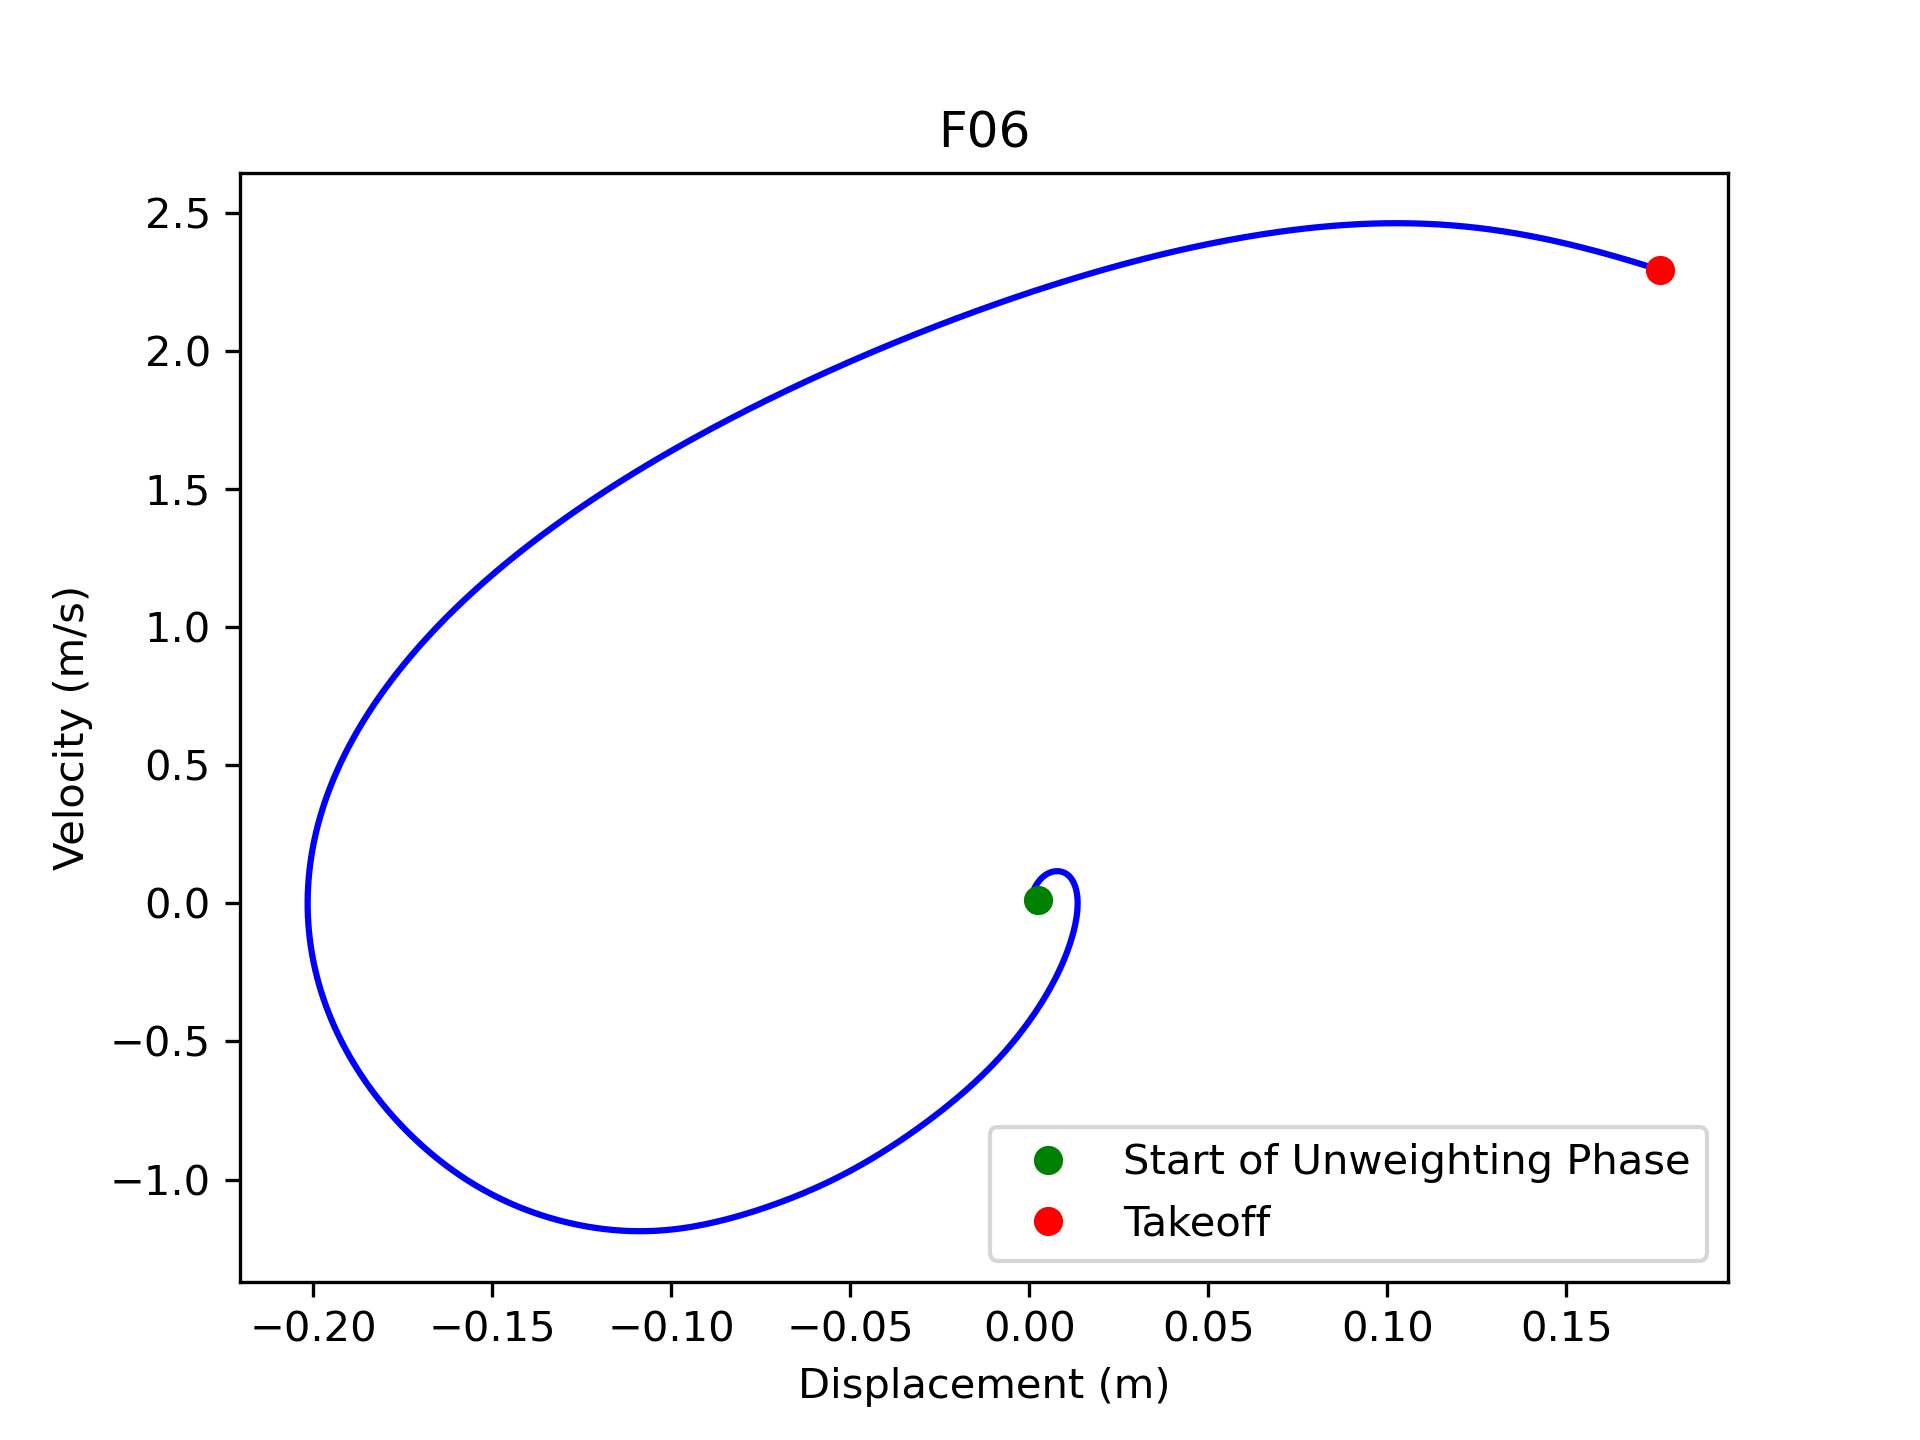 F06
2.5
2.0
1.5
1.0
0.5
0.0
−0.5
−1.0
Velocity (m/s)
Start of Unweighting Phase
Takeoff
−0.20 −0.15 −0.10 −0.05 0.00 0.05 0.10 0.15
Displacement (m)